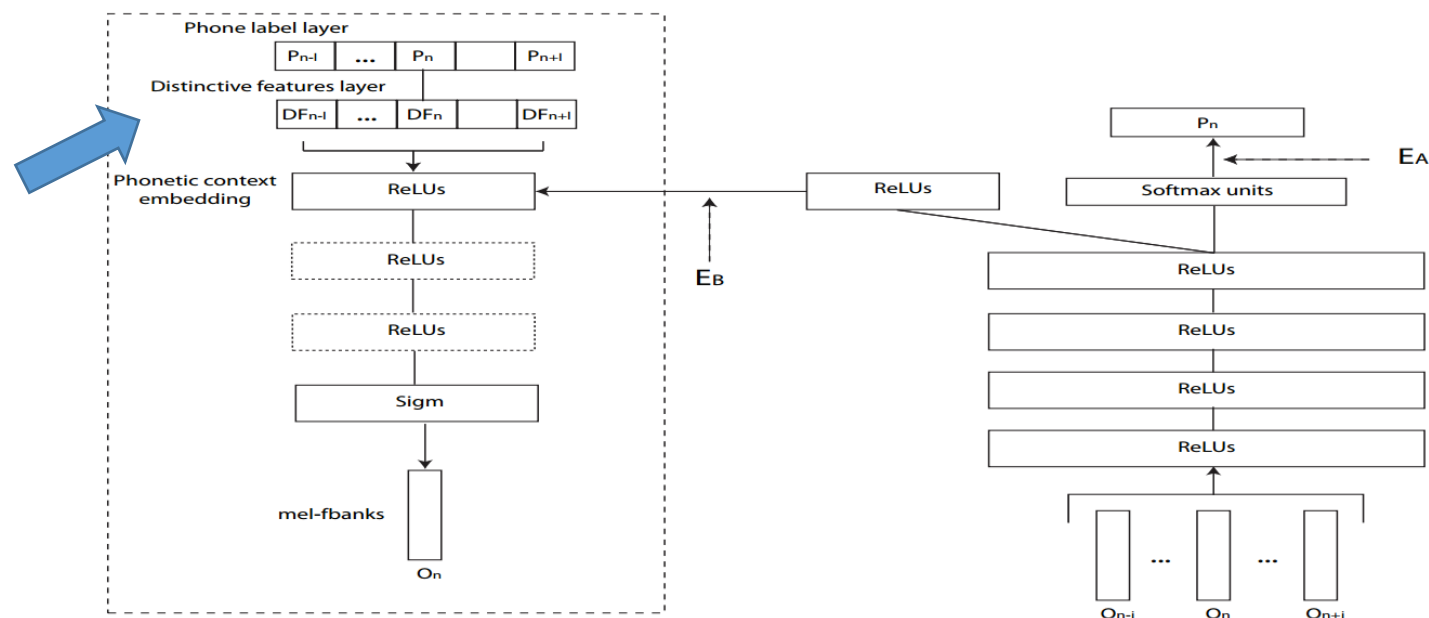 Phone label layer
Pn-l ... Pn Pn+l
Distinctive features layer
DFn-l ... DFn DFn+l
Phonetic context
embedding
ReLUs
ReLUs
ReLUs
Sigm
mel-fbanks
On
ReLUs
EB
Pn
EA
Softmax units
ReLUs
ReLUs
ReLUs
ReLUs
... ...
On-i On On+i